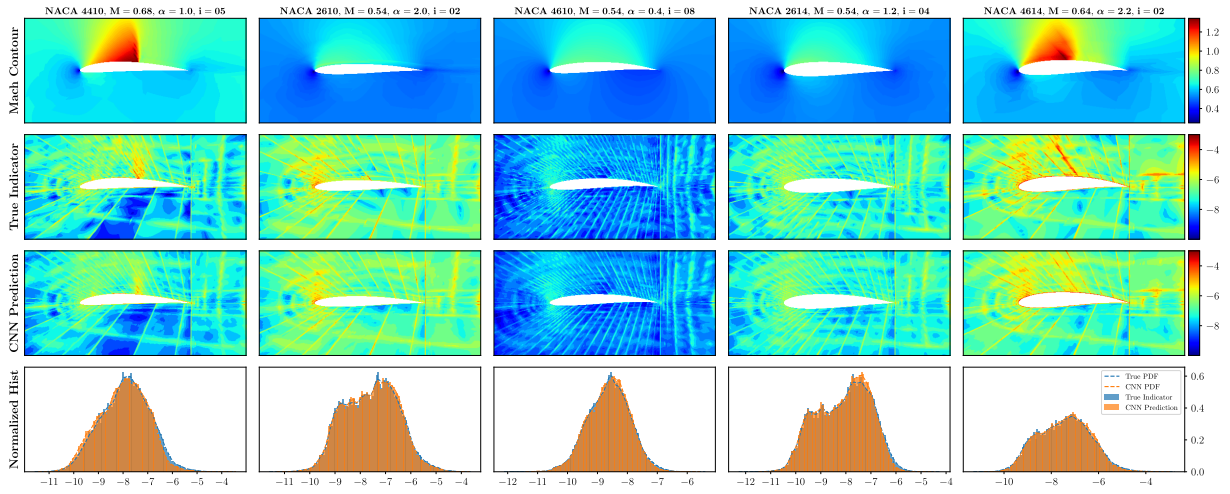 NACA 4410, M = 0.68, α = 1.0, i = 05
NACA 2610, M = 0.54, α = 2.0, i = 02
NACA 4610, M = 0.54, α = 0.4, i = 08
NACA 2614, M = 0.54, α = 1.2, i = 04
NACA 4614, M = 0.64, α = 2.2, i = 02
Mach Contour
1.2
1.0
0.8
0.6
0.4
True Indicator
−4
−6
−8
CNN Prediction
−4
−6
−8
Normalized Hist
True PDF
CNN PDF
True Indicator
CNN Prediction
0.6
0.4
0.2
0.0
−11 −10 −9 −8 −7 −6 −5 −4
−11 −10 −9 −8 −7 −6 −5 −4
−11 −10 −9 −8 −7 −6 −5
−12 −11 −10 −9 −8 −7 −6 −5 −4
−10 −8 −6 −4